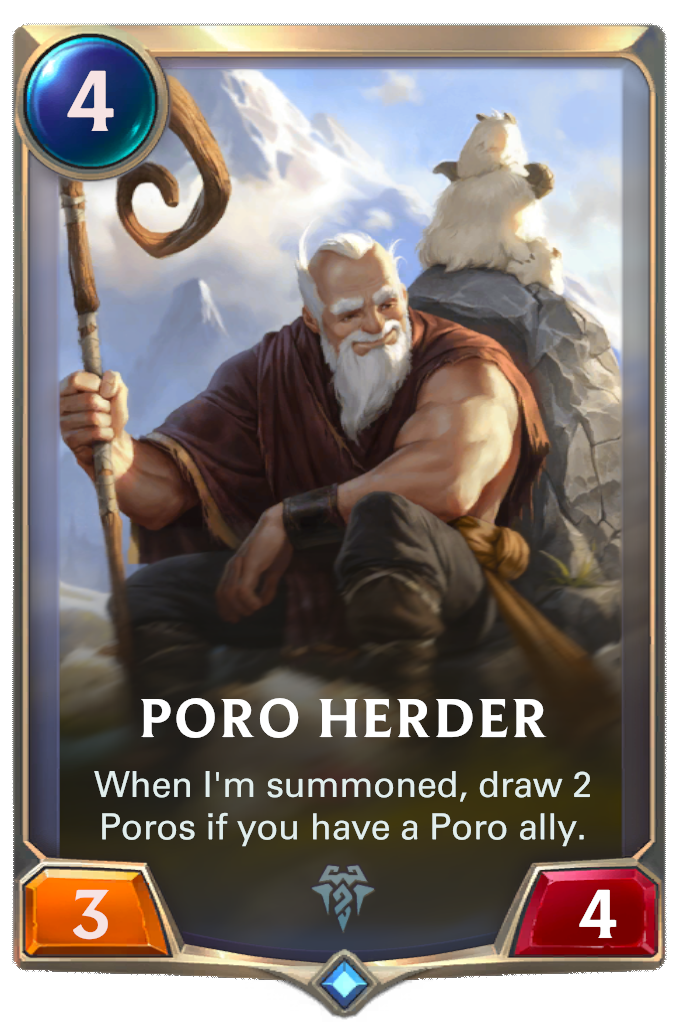 4
PORO HERDER
When I'm summoned, draw 2
Poros if you have a Poro ally.
3
4